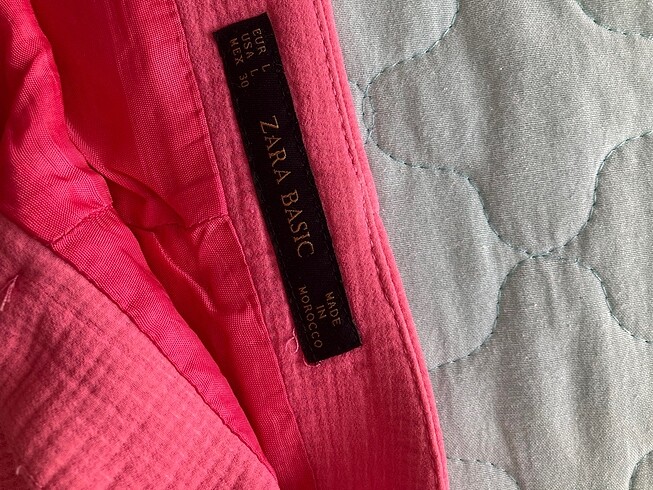 EUR L
USA L
MEX 30
ZARA BASIC
MADE
IN
MOROCCO